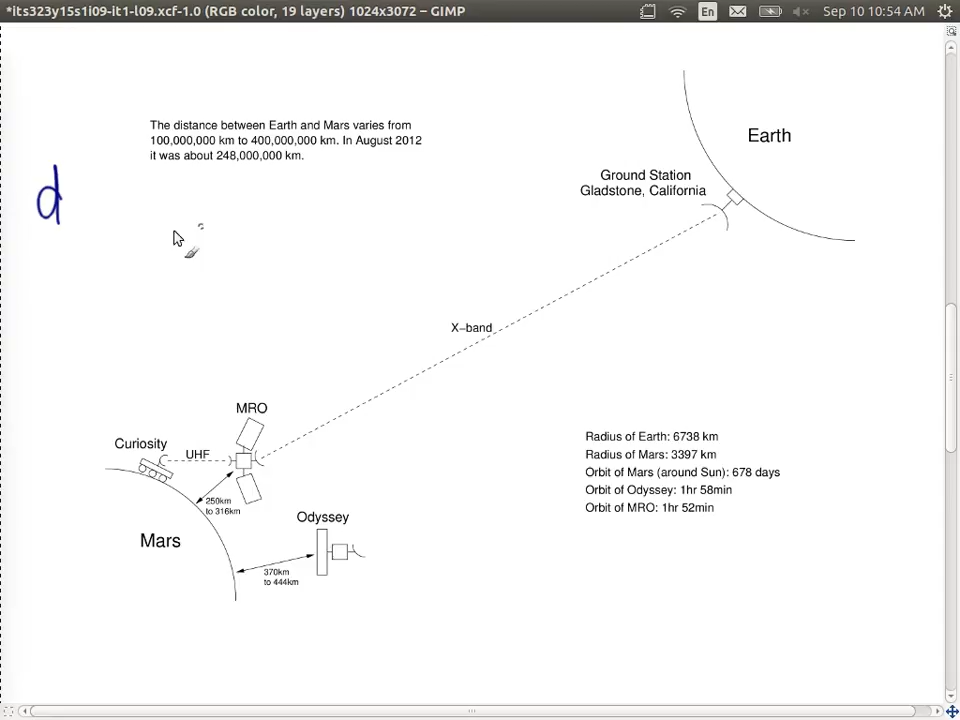 *its323y15s1i09-it1-l09.xcf-1.0 (RGB color, 19 layers) 1024x3072 – GIMP
En
Sep 10 10:54 AM
The distance between Earth and Mars varies from
100,000,000 km to 400,000,000 km. In August 2012
it was about 248,000,000 km.
Earth
Ground Station
Gladstone, California
d
X–band
MRO
Curiosity
UHF
250km
to 316km
Odyssey
Mars
370km
to 444km
Radius of Earth: 6738 km
Radius of Mars: 3397 km
Orbit of Mars (around Sun): 678 days
Orbit of Odyssey: 1hr 58min
Orbit of MRO: 1hr 52min